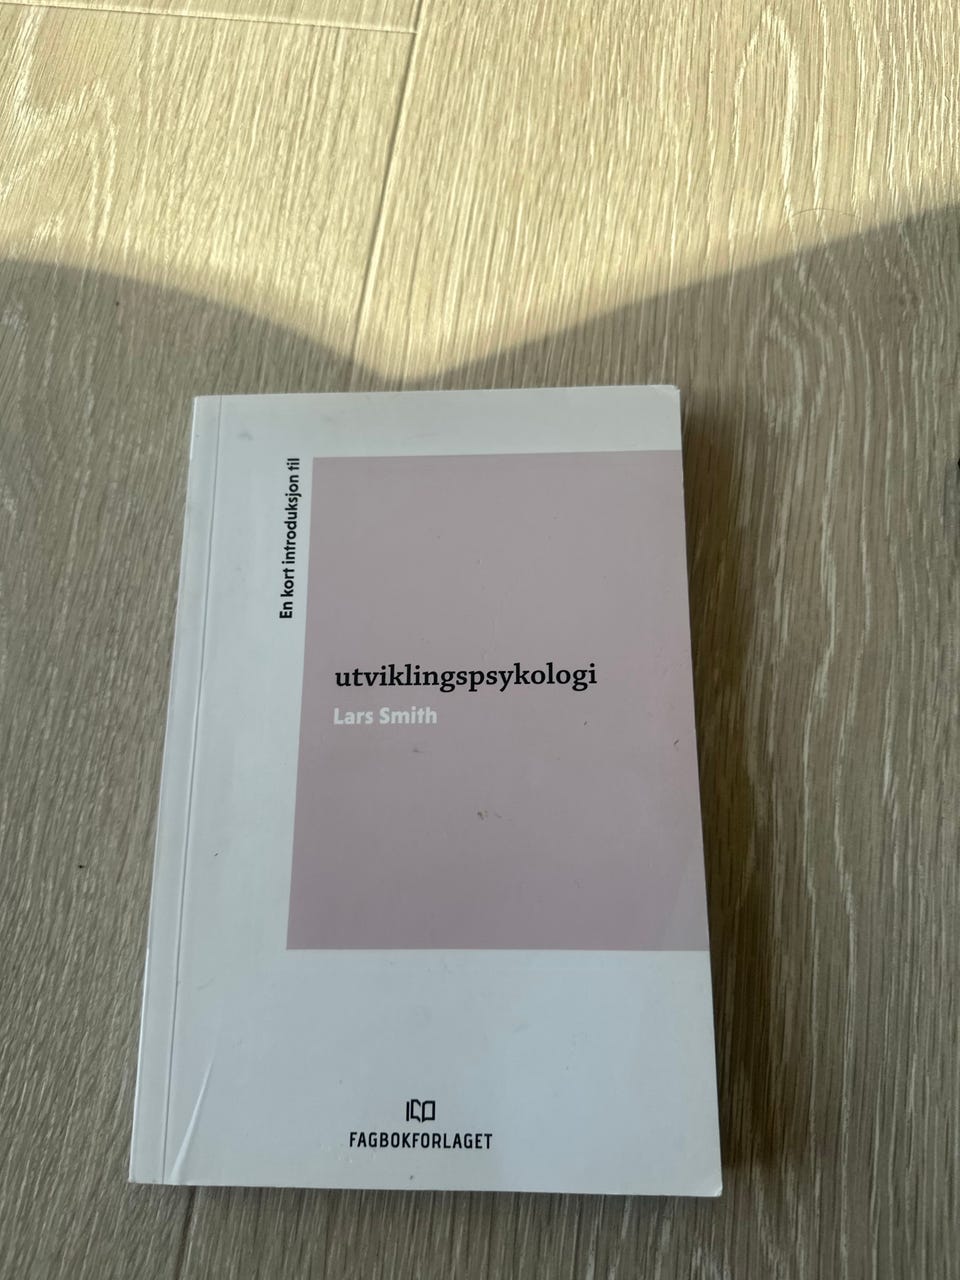 En kort introduksjon til
utviklingspsykologi
Lars Smith
FAGBOKFORLAGET